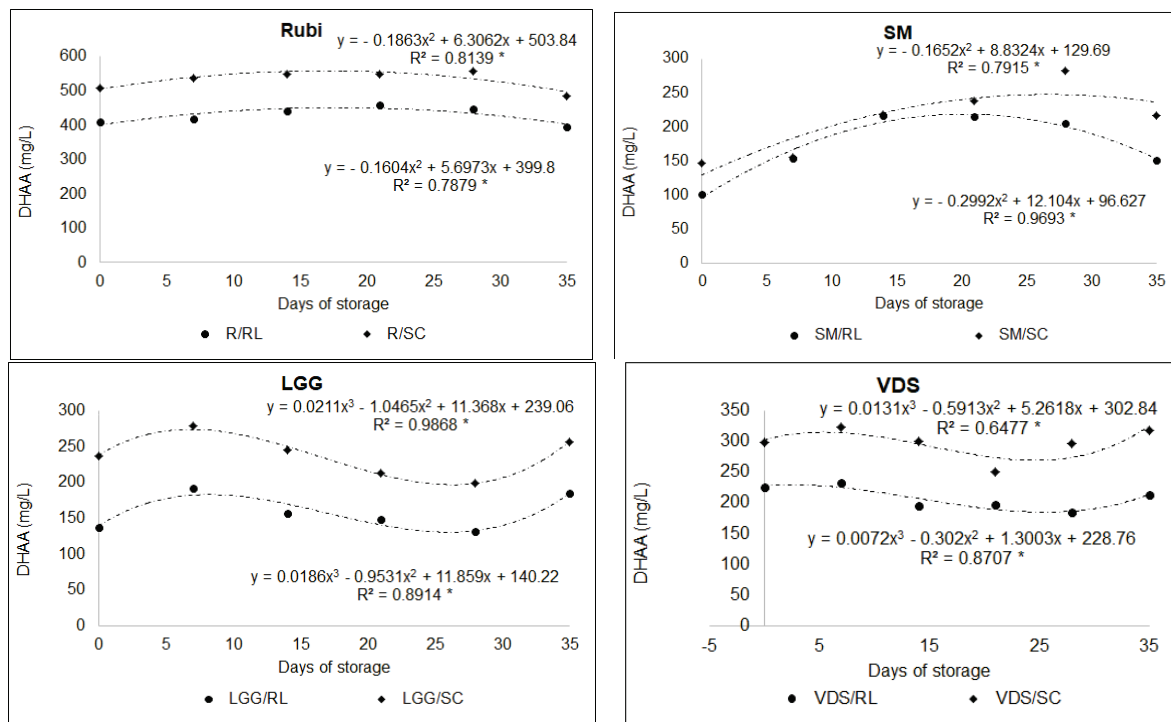 Rubi
y = - 0.1863x² + 6.3062x + 503.84
R² = 0.8139 *
600
500
400
300
200
100
0
DHAA (mg/L)
y = - 0.1604x² + 5.6973x + 399.8
R² = 0.7879 *
0 5 10 15 20 25 30 35
Days of storage
R/RL R/SC
SM
y = - 0.1652x² + 8.8324x + 129.69
R² = 0.7915 *
300
250
200
150
100
50
0
DHAA (mg/L)
y = - 0.2992x² + 12.104x + 96.627
R² = 0.9693 *
0 5 10 15 20 25 30 35
Days of storage
SM/RL SM/SC
LGG
y = 0.0211x³ - 1.0465x² + 11.368x + 239.06
R² = 0.9868 *
300
250
200
150
100
50
0
DHAA (mg/L)
y = 0.0186x³ - 0.9531x² + 11.859x + 140.22
R² = 0.8914 *
0 5 10 15 20 25 30 35
Days of storage
LGG/RL LGG/SC
VDS
y = 0.0131x³ - 0.5913x² + 5.2618x + 302.84
R² = 0.6477 *
350
300
250
200
150
100
50
0
DHAA (mg/L)
y = 0.0072x³ - 0.302x² + 1.3003x + 228.76
R² = 0.8707 *
-5 5 15 25 35
Days of storage
VDS/RL VDS/SC